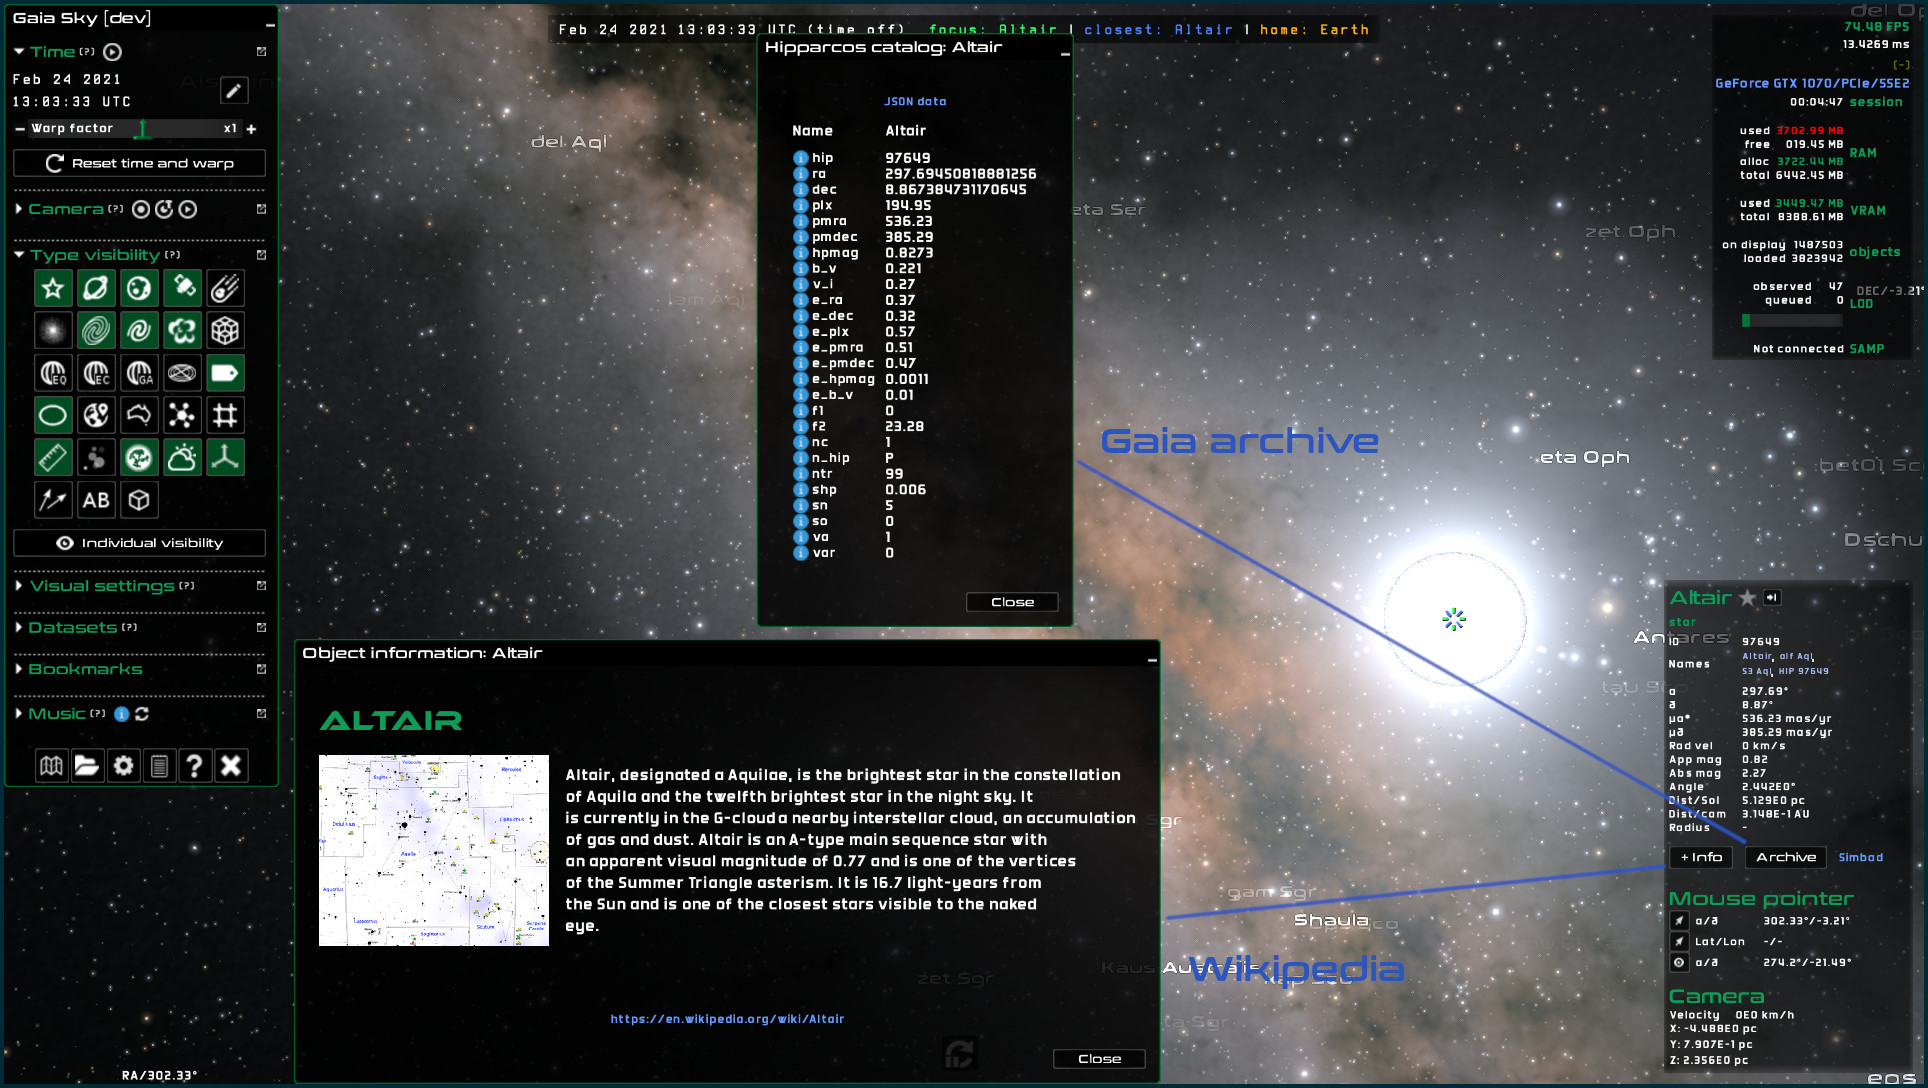 Gaia Sky [dev]
Time [?]
Feb 24 2021
13:03:33 UTC
Warp factor x1
Reset time and warp
Camera [?]
Type visibility [?]
EQ
EC
GA
AB
Individual visibility
Visual settings [?]
Datasets [?]
Bookmarks
Music [?]
RA/302.33°
Feb 24 2021 13:03:33 UTC (time off) focus: Altair | closest: Altair | home: Earth
Hipparcos catalog: Altair
JSON data
Name Altair
hip 97649
ra 297.69450810881256
dec 8.867384731170645
plx 194.95
pmra 536.23
pmdec 385.29
hpmag 0.8273
b_v 0.221
v_i 0.27
e_ra 0.37
e_dec 0.32
e_plx 0.57
e_pmra 0.51
e_pmdec 0.47
e_hpmag 0.0011
e_b_v 0.01
f1 0
f2 23.28
nc 1
n_hip P
ntr 99
shp 0.006
sn 5
so 0
va 1
var 0
Close
Object information: Altair
ALTAIR
Altair, designated α Aquilae, is the brightest star in the constellation
of Aquila and the twelfth brightest star in the night sky. It
is currently in the G-clouda nearby interstellar cloud, an accumulation
of gas and dust. Altair is an A-type main sequence star with
an apparent visual magnitude of 0.77 and is one of the vertices
of the Summer Triangle asterism. It is 16.7 light-years from
the Sun and is one of the closest stars visible to the naked
eye.
https://en.wikipedia.org/wiki/Altair
Close
del Aql
lam Aql
eta Ser
zet Oph
Gaia archive
eta Oph
Dschu
Antares
tau Sco
gam Sgr
Shaula
Kaus Australis
Wikipedia
zet Sgr
74.48 FPS
13.4269 ms
(-)
GeForce GTX 1070/PCIe/SSE2
00:04:47 session
used 3702.99 MB
free 019.45 MB
RAM
alloc 3722.44 MB
total 6442.45 MB
used 3449.47 MB
VRAM
total 8388.61 MB
on display 1487503
objects
loaded 3823942
observed 47
DEC/-3.21°
queued 0
LOD
Not connected SAMP
Altair
star
ID 97649
Names Altair, alf Aql,
53 Aql, HIP 97649
α 297.69°
δ 8.87°
μα* 536.23 mas/yr
μδ 385.29 mas/yr
Rad vel 0 km/s
App mag 0.82
Abs mag 2.27
Angle 2.442E0°
Dist/Sol 5.129E0 pc
Dist/cam 3.148E-1 AU
Radius -
+ Info Archive Simbad
Mouse pointer
α/δ 302.33°/-3.21°
Lat/Lon -/-
α/δ 274.2°/-21.49°
Camera
Velocity 0E0 km/h
X: -4.488E0 pc
Y: 7.907E-1 pc
Z: 2.356E0 pc